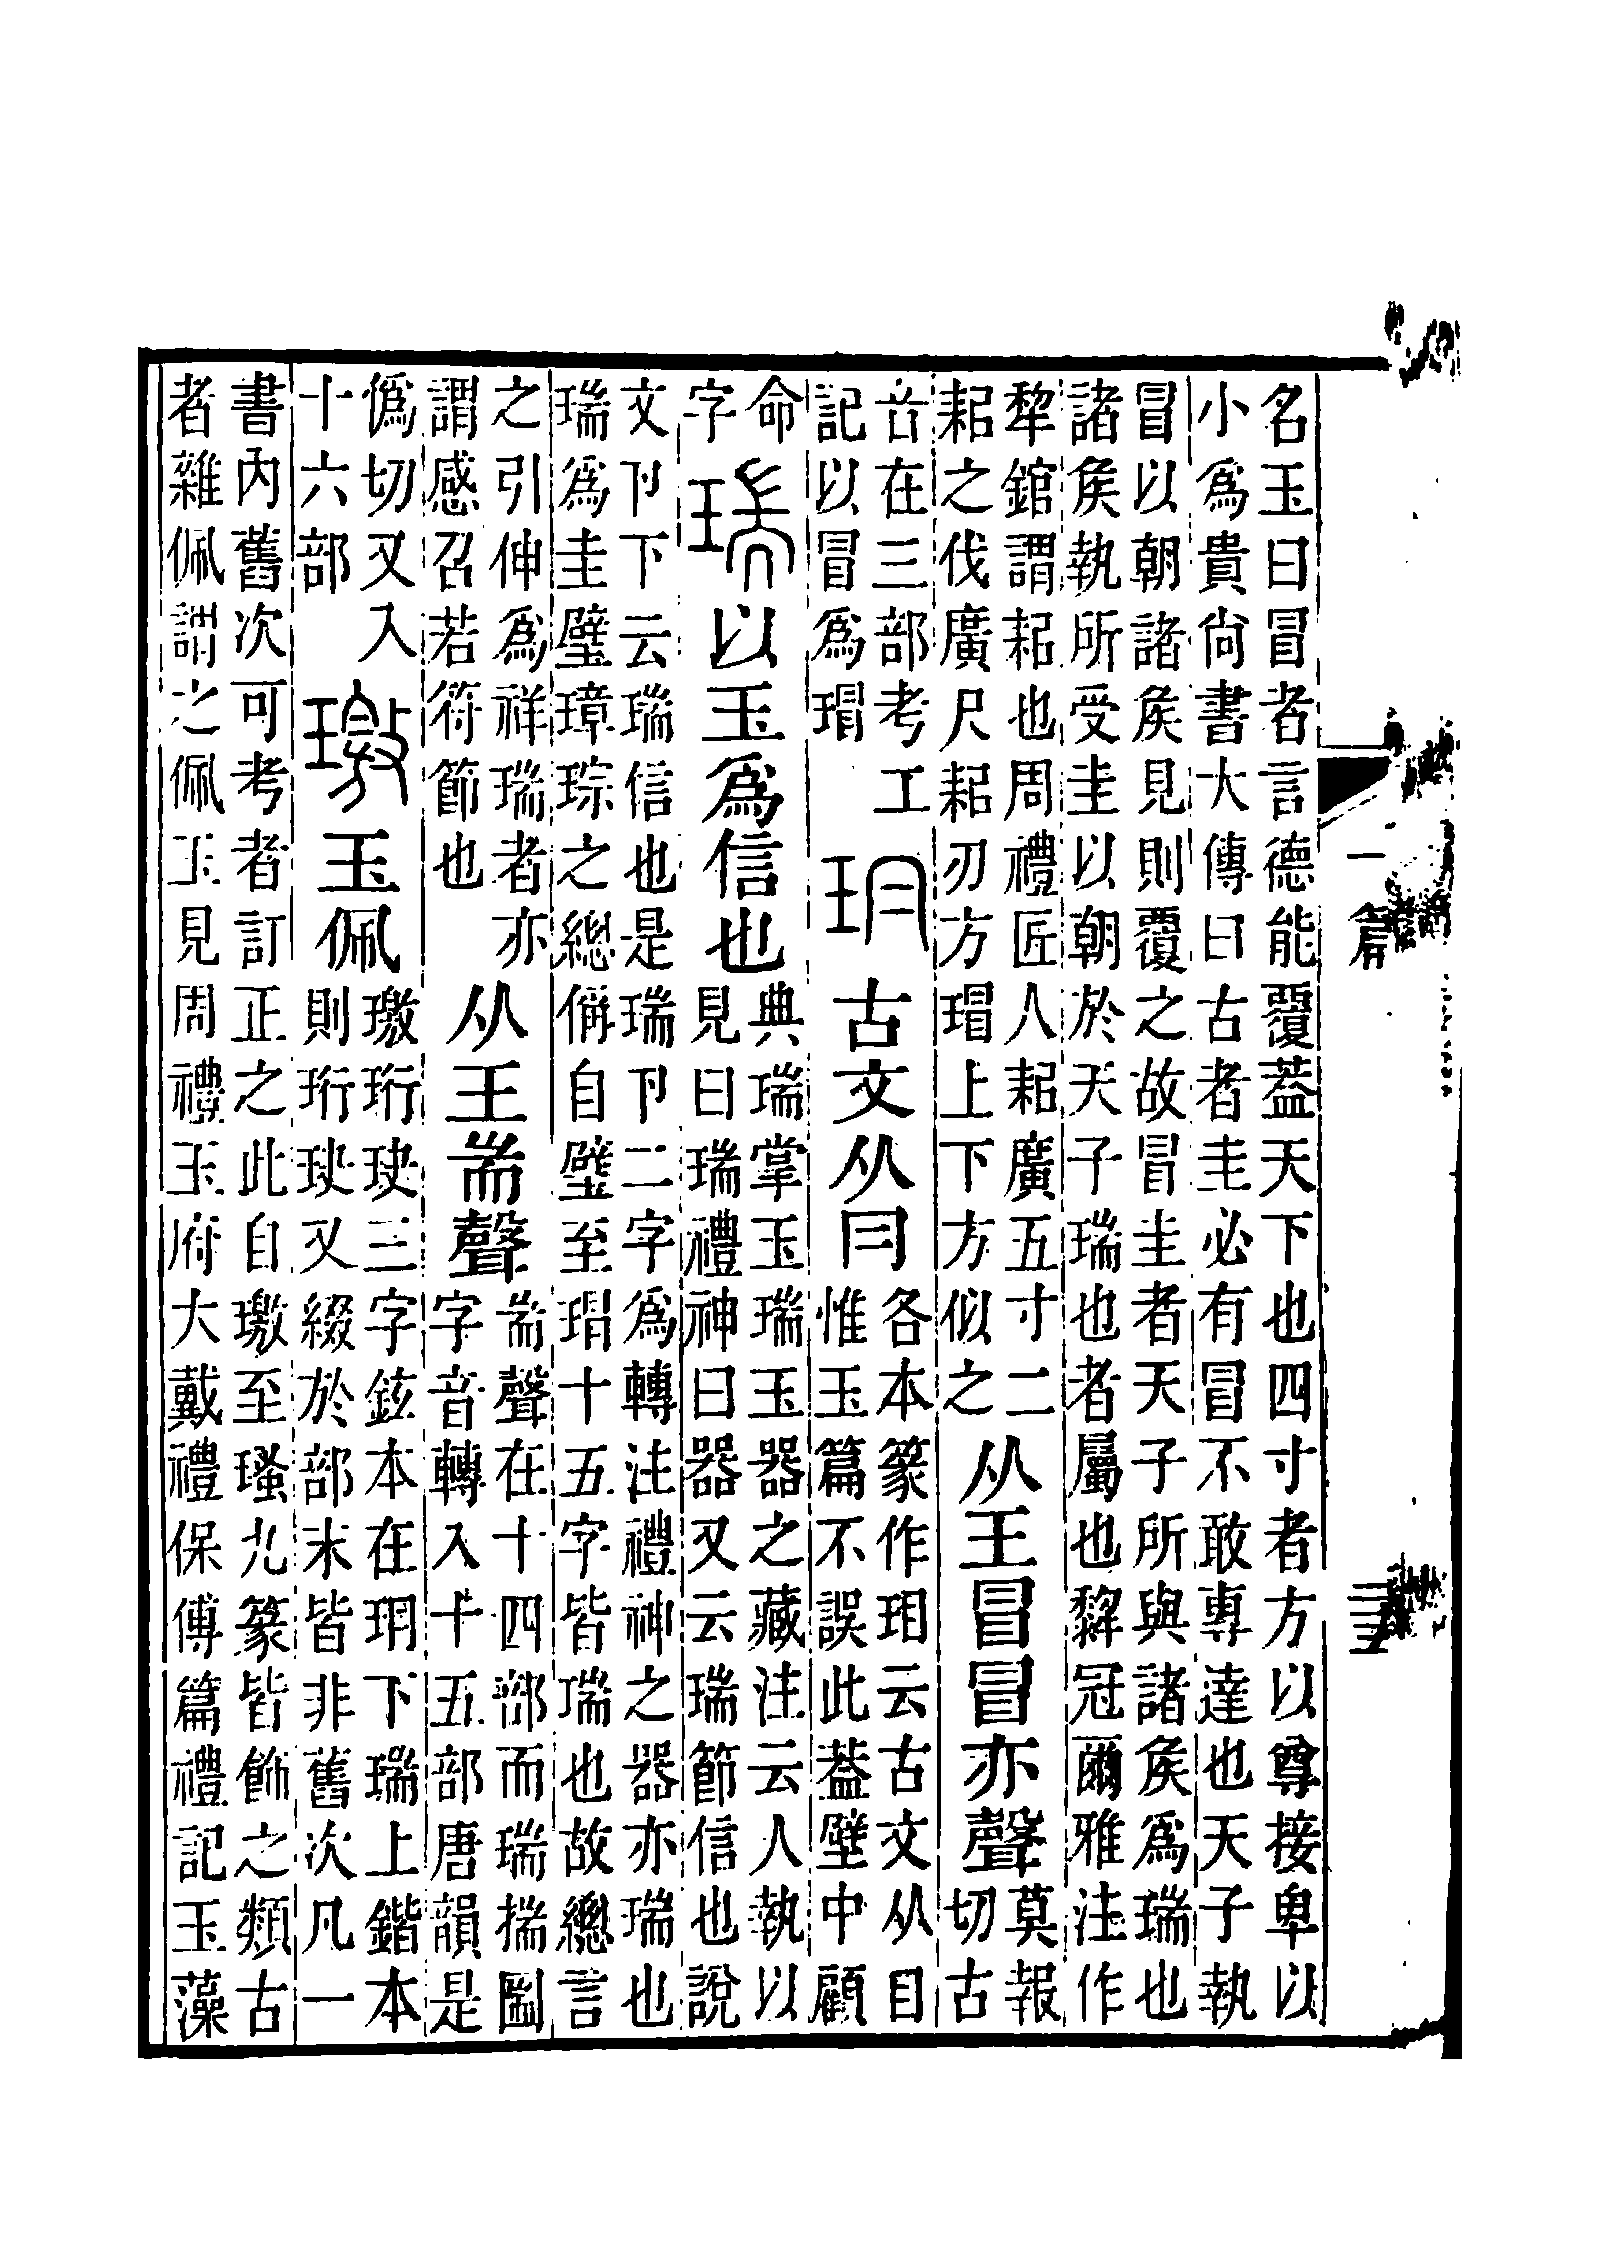 名玉曰冒者言德能覆葢天下也四寸者方以尊接卑以
小爲貴尙書大傳曰古者圭必有冒不敢專達也天子執
冒以朝諸矦見則覆之故冒圭者天子所與諸矦爲瑞也
諸矦執所受圭以朝於天子瑞也者屬也犂冠爾雅注作
犂錧謂耜也周禮匠人耜廣五寸二
耜之伐廣尺耜刃方瑁上下方似之
从王冒冒亦聲
莫報
切古
音在三部考工
記以冒爲瑁
玥古文从冃
各本篆作珇云古文从目
惟玉篇不誤此葢壁中顧
命
字
瑞以玉爲信也
典瑞掌玉瑞玉器之藏注云人執以
見曰瑞禮神曰器又云瑞節信也說
文卪下云瑞信也是瑞卪二字爲轉注禮神之器亦瑞也
瑞爲圭璧璋琮之總偁自璧至瑁十五字皆瑞也故總言
之引伸爲祥瑞者亦
謂感召若符節也
从王耑聲
耑聲在十四部而瑞揣圌
字音轉入十五部唐韻是
僞切又入
十六部
璬玉佩
璬珩玦三字鉉本在玥下瑞上鍇本
則珩玦又綴於部末皆非舊次凡一
書內舊次可考者訂正之此自璬至瑵九篆皆飾之類古
者雜佩謂之佩玉見周禮玉府大戴禮保傅篇禮記玉藻
一篇